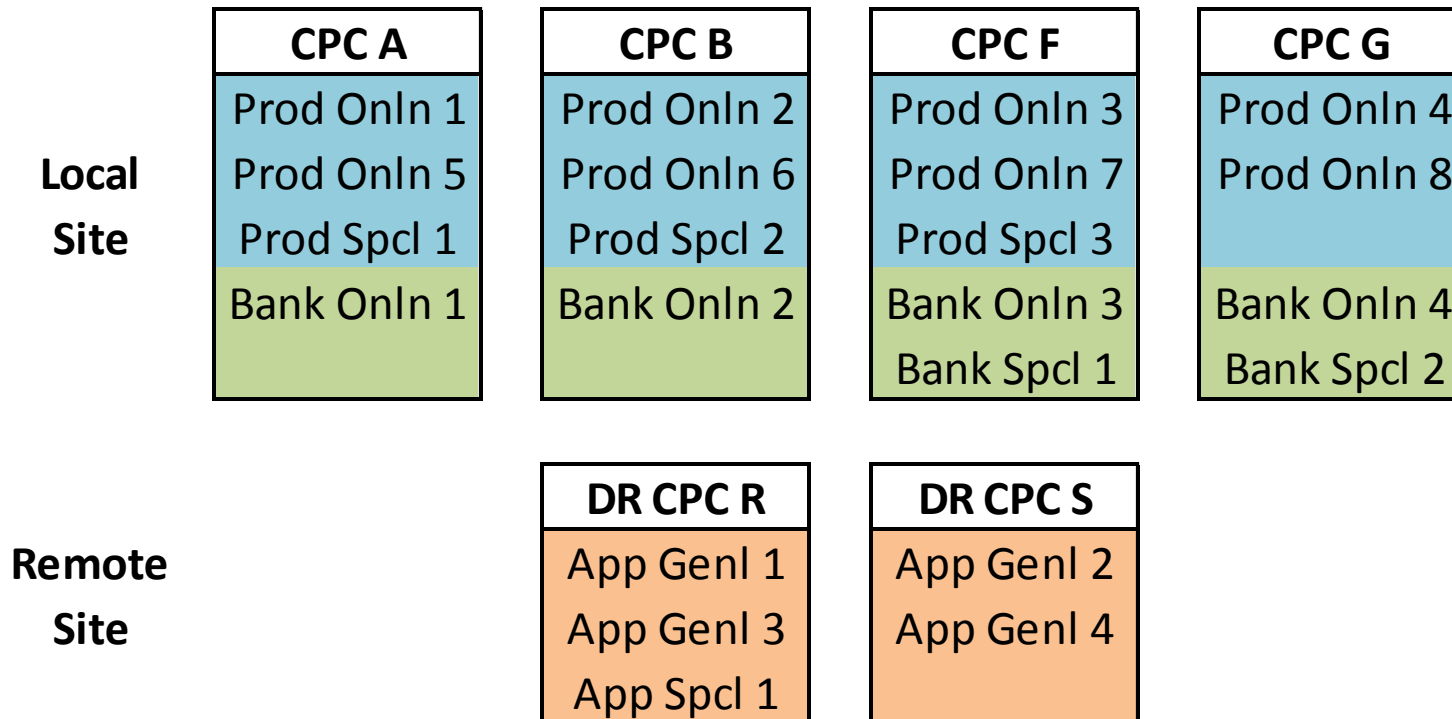 CPC A CPC B CPC F CPC G
Prod Onln 1 Prod Onln 2 Prod Onln 3 Prod Onln 4
Local Prod Onln 5 Prod Onln 6 Prod Onln 7 Prod Onln 8
Site Prod Spcl 1 Prod Spcl 2 Prod Spcl 3
Bank Onln 1 Bank Onln 2 Bank Onln 3 Bank Onln 4
Bank Spcl 1 Bank Spcl 2
DR CPC R DR CPC S
Remote App Genl 1 App Genl 2
Site App Genl 3 App Genl 4
App Spcl 1